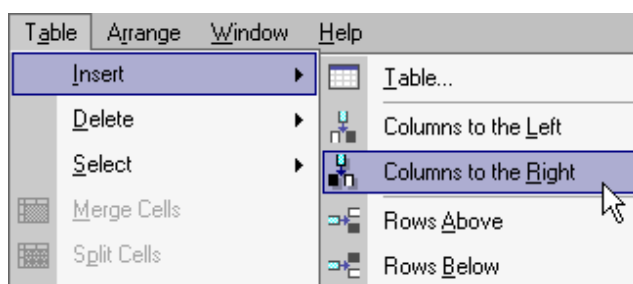 Table Arrange Window Help
Insert
Delete
Select
Merge Cells
Split Cells
Table...
Columns to the Left
Columns to the Right
Rows Above
Rows Below